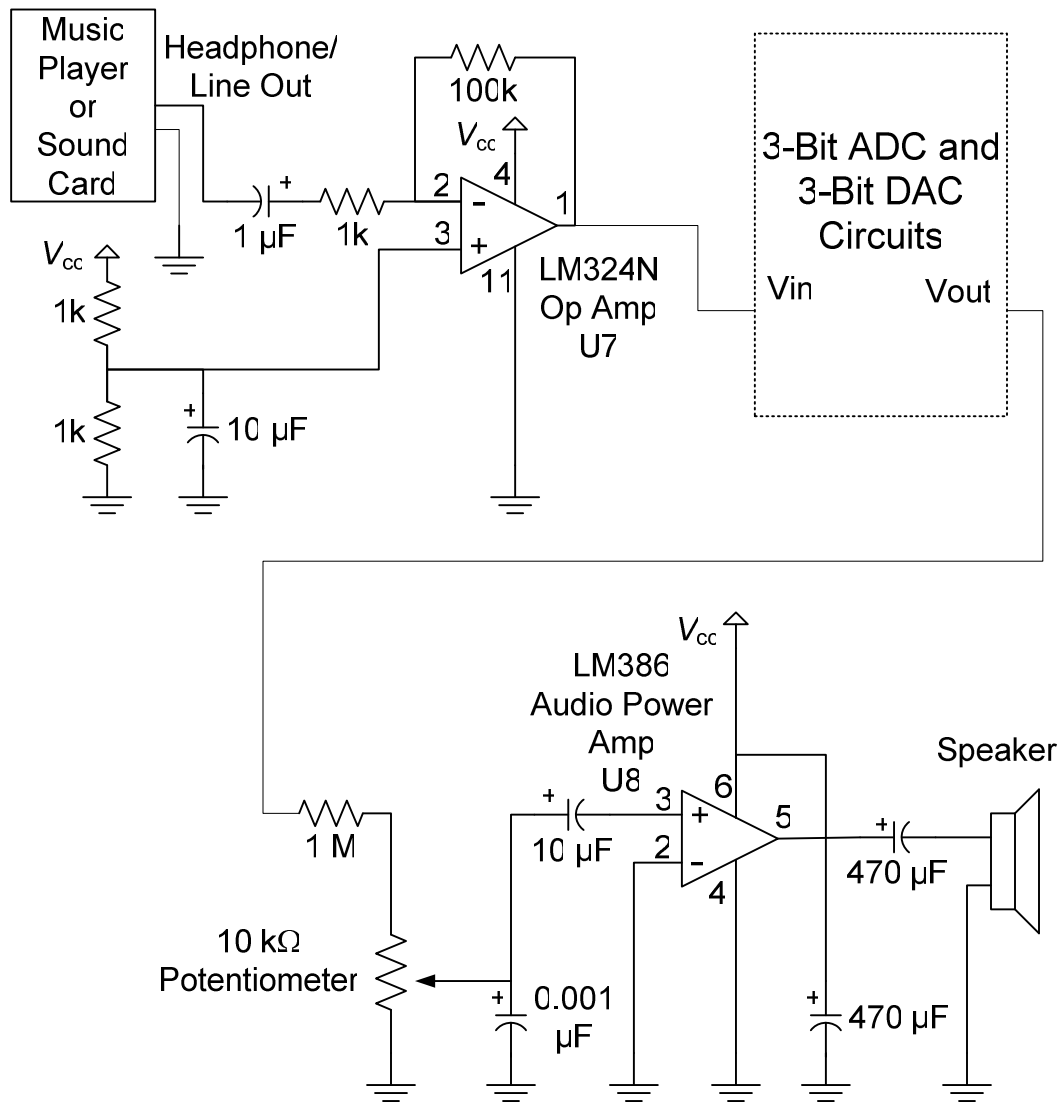 Music
Player
or
Sound
Card
Headphone/
Line Out
100k
Vcc
4
2
-
1
3
+
+
1 µF
1k
11
LM324N
Op Amp
U7
Vcc
1k
1k
+
10 µF
3-Bit ADC and
3-Bit DAC
Circuits
Vin
Vout
Vcc
LM386
Audio Power
Amp
U8
Speaker
6
+
3
+
5
+
10 µF
2
-
4
470 µF
1 M
10 kΩ
Potentiometer
+
0.001
µF
+
470 µF